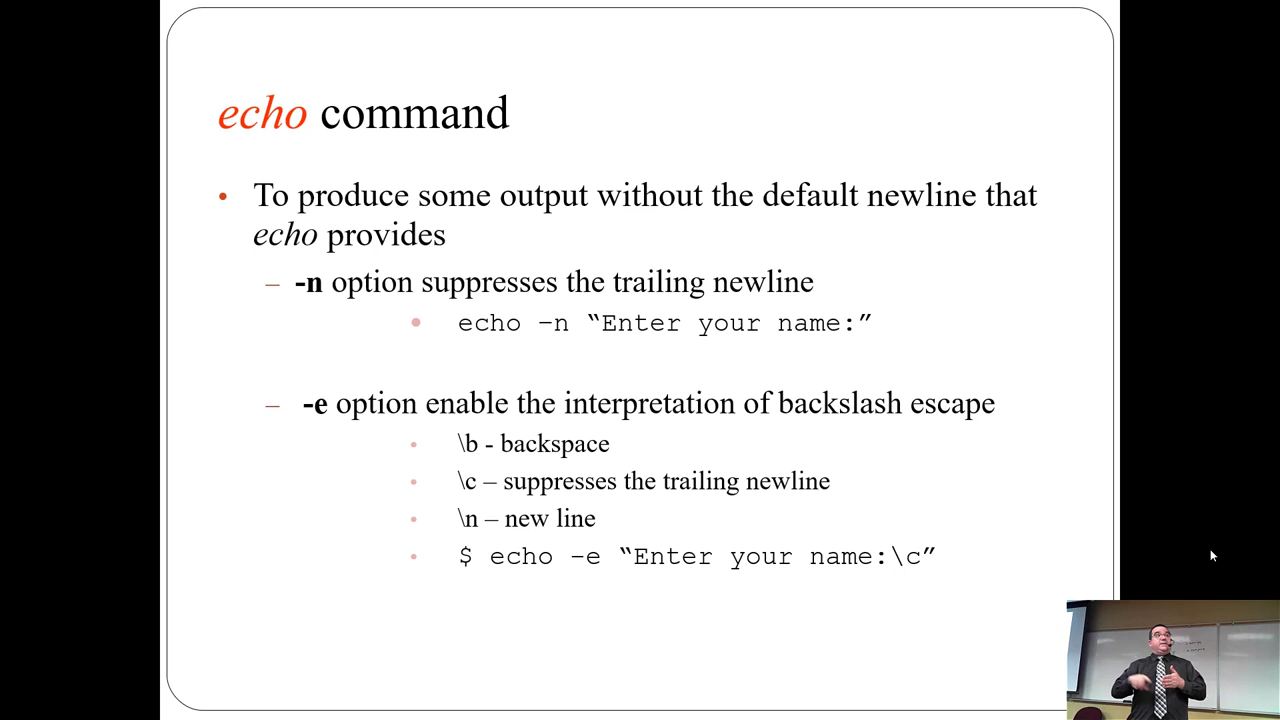 echo command
• To produce some output without the default newline that
echo provides
– -n option suppresses the trailing newline
• echo –n “Enter your name:”
– -e option enable the interpretation of backslash escape
• \b - backspace
• \c – suppresses the trailing newline
• \n – new line
• $ echo –e “Enter your name:\c”